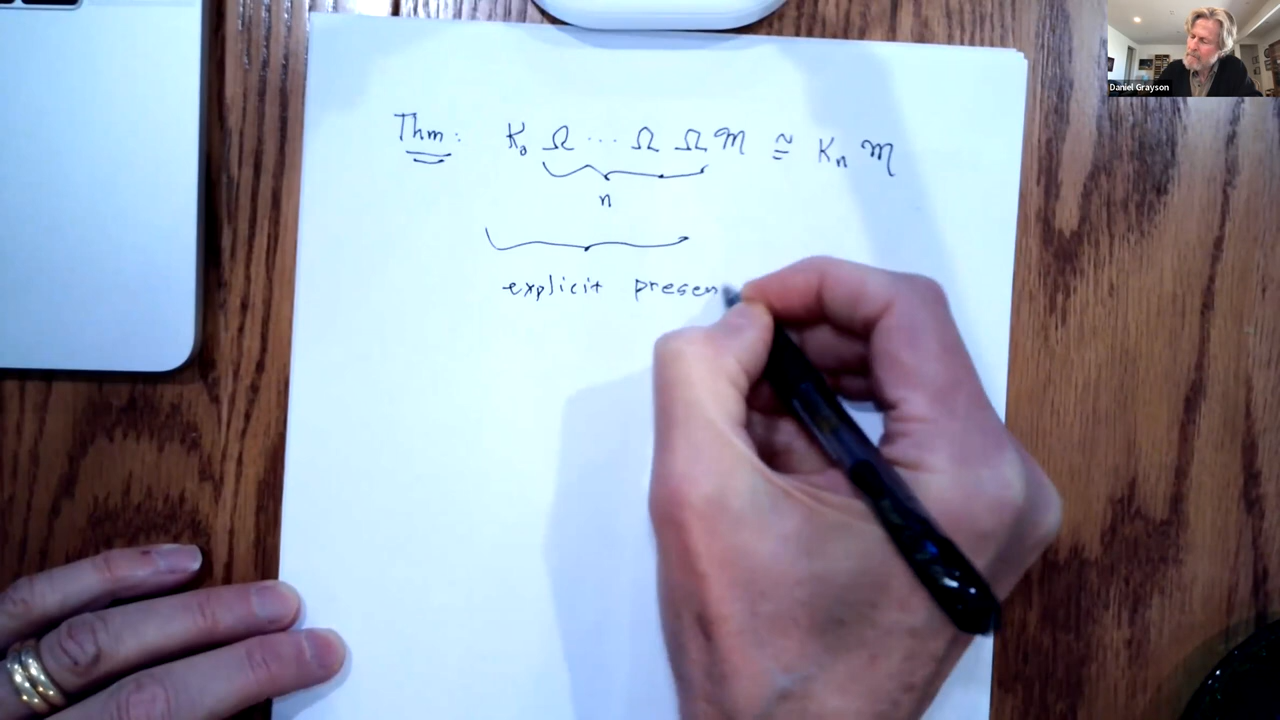 Daniel Grayson
Thm: K₀ Ω ⋯ Ω Ω 𝓜 ≅ Kₙ 𝓜
n
explicit presen